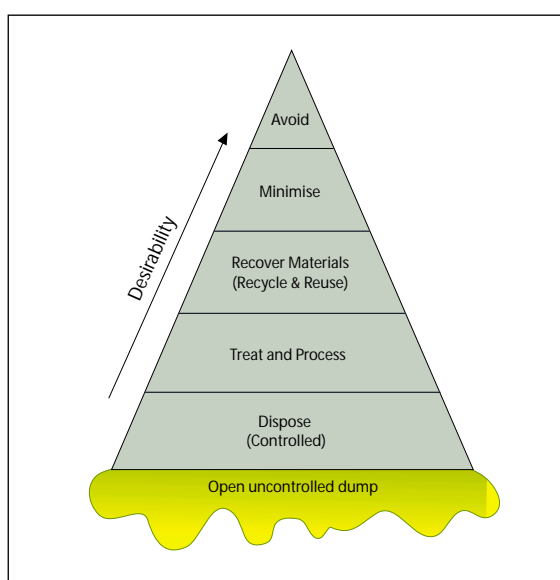 Avoid
Minimise
Recover Materials
(Recycle & Reuse)
Treat and Process
Dispose
(Controlled)
Open uncontrolled dump
Desirability